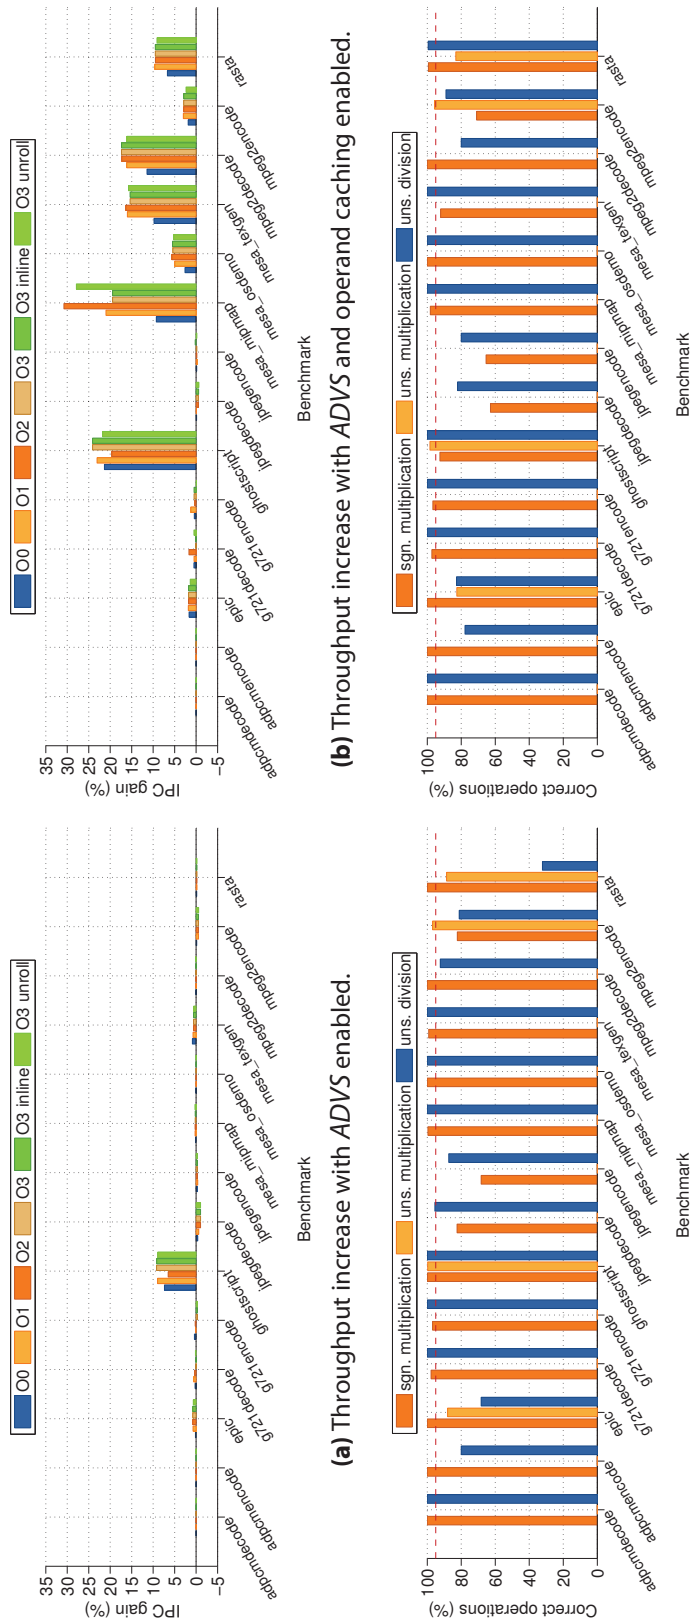 O0 O1 O2 O3 O3 inline O3 unroll
IPC gain (%)
35
30
25
20
15
10
5
0
-5
adpcmdecode
adpcmencode
epic
g721decode
g721encode
ghostscript
jpegdecode
jpegencode
mesa_mipmap
mesa_osdemo
mesa_texgen
mpeg2decode
mpeg2encode
rasta
Benchmark
(a) Throughput increase with ADVS enabled.
O0 O1 O2 O3 O3 inline O3 unroll
IPC gain (%)
35
30
25
20
15
10
5
0
-5
adpcmdecode
adpcmencode
epic
g721decode
g721encode
ghostscript
jpegdecode
jpegencode
mesa_mipmap
mesa_osdemo
mesa_texgen
mpeg2decode
mpeg2encode
rasta
Benchmark
(b) Throughput increase with ADVS and operand caching enabled.
sgn. multiplication uns. multiplication uns. division
Correct operations (%)
100
80
60
40
20
0
adpcmdecode
adpcmencode
epic
g721decode
g721encode
ghostscript
jpegdecode
jpegencode
mesa_mipmap
mesa_osdemo
mesa_texgen
mpeg2decode
mpeg2encode
rasta
Benchmark
sgn. multiplication uns. multiplication uns. division
Correct operations (%)
100
80
60
40
20
0
adpcmdecode
adpcmencode
epic
g721decode
g721encode
ghostscript
jpegdecode
jpegencode
mesa_mipmap
mesa_osdemo
mesa_texgen
mpeg2decode
mpeg2encode
rasta
Benchmark